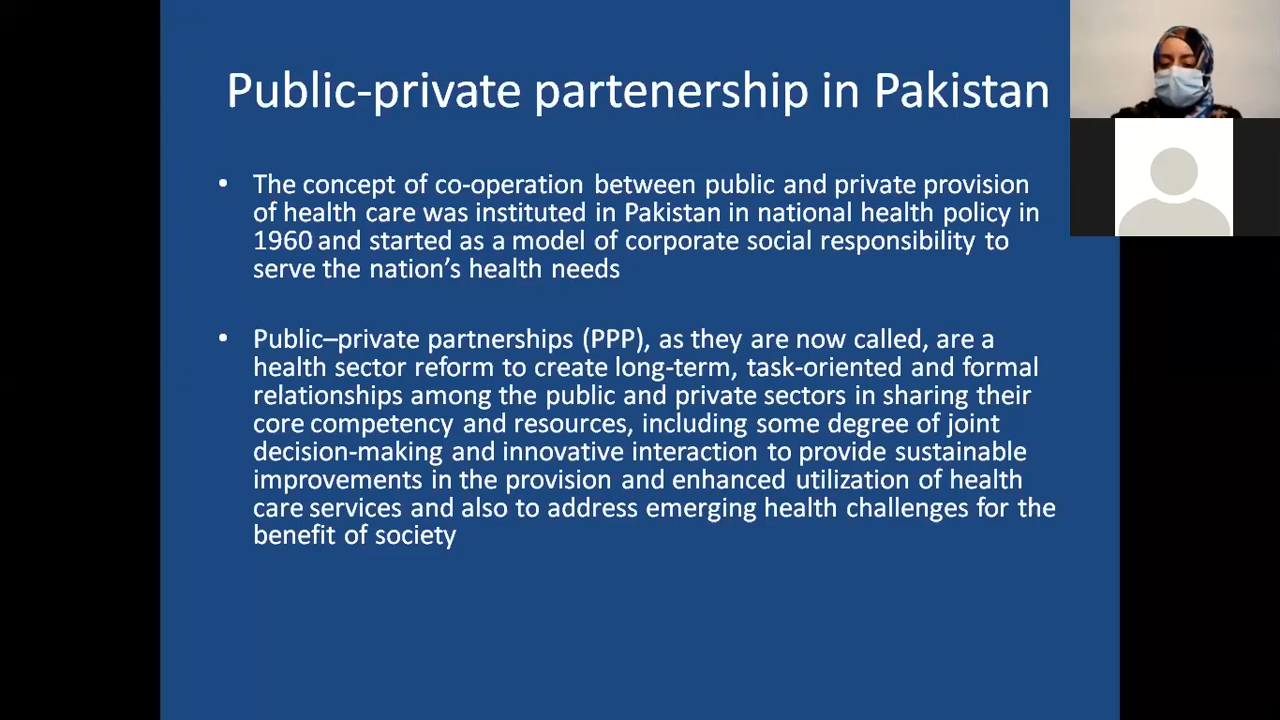 Public-private partenership in Pakistan
• The concept of co-operation between public and private provision
of health care was instituted in Pakistan in national health policy in
1960 and started as a model of corporate social responsibility to
serve the nation’s health needs
• Public–private partnerships (PPP), as they are now called, are a
health sector reform to create long-term, task-oriented and formal
relationships among the public and private sectors in sharing their
core competency and resources, including some degree of joint
decision-making and innovative interaction to provide sustainable
improvements in the provision and enhanced utilization of health
care services and also to address emerging health challenges for the
benefit of society